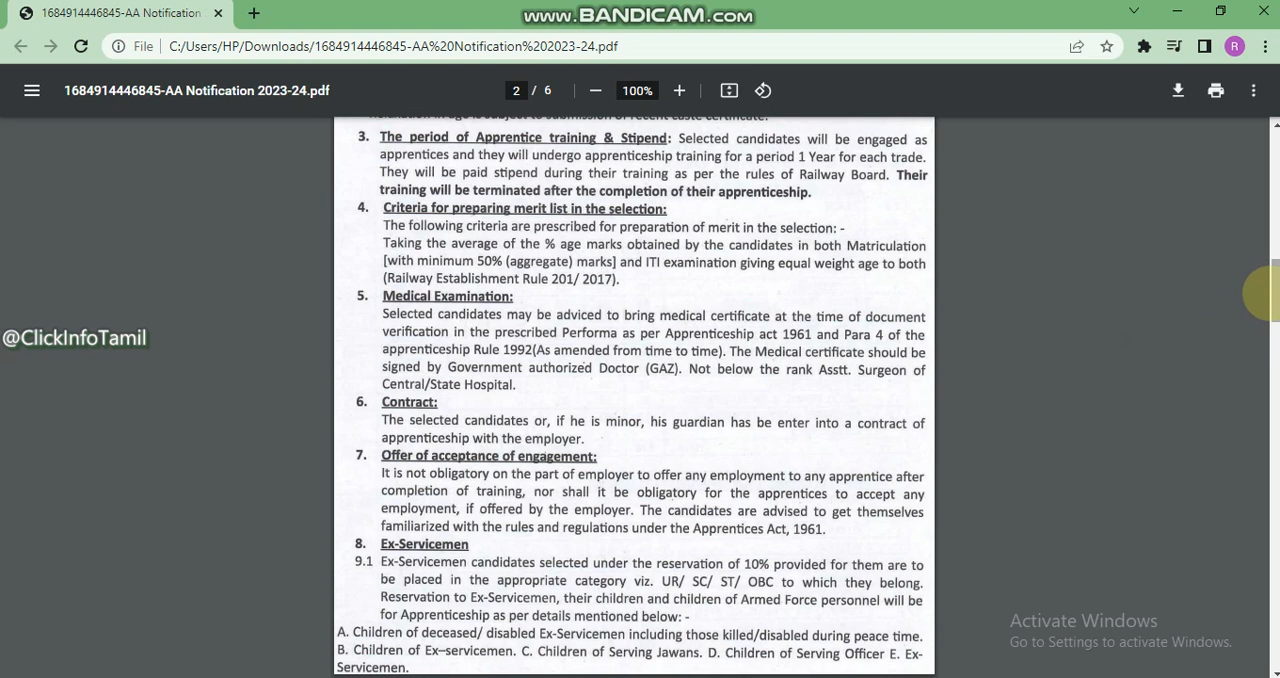 1684914446845-AA Notification
www.BANDICAM.com
File
C:/Users/HP/Downloads/1684914446845-AA%20Notification%202023-24.pdf
R
1684914446845-AA Notification 2023-24.pdf
2 / 6
100%
relaxation in age is subject to submission of recent caste certificate.
3. The period of Apprentice training & Stipend: Selected candidates will be engaged as
apprentices and they will undergo apprenticeship training for a period 1 Year for each trade.
They will be paid stipend during their training as per the rules of Railway Board. Their
training will be terminated after the completion of their apprenticeship.
4. Criteria for preparing merit list in the selection:
The following criteria are prescribed for preparation of merit in the selection: -
Taking the average of the % age marks obtained by the candidates in both Matriculation
[with minimum 50% (aggregate) marks] and ITI examination giving equal weight age to both
(Railway Establishment Rule 201/ 2017).
5. Medical Examination:
Selected candidates may be adviced to bring medical certificate at the time of document
verification in the prescribed Performa as per Apprenticeship act 1961 and Para 4 of the
apprenticeship Rule 1992(As amended from time to time). The Medical certificate should be
signed by Government authorized Doctor (GAZ). Not below the rank Asstt. Surgeon of
Central/State Hospital.
@ClickInfoTamil
6. Contract:
The selected candidates or, if he is minor, his guardian has be enter into a contract of
apprenticeship with the employer.
7. Offer of acceptance of engagement:
It is not obligatory on the part of employer to offer any employment to any apprentice after
completion of training, nor shall it be obligatory for the apprentices to accept any
employment, if offered by the employer. The candidates are advised to get themselves
familiarized with the rules and regulations under the Apprentices Act, 1961.
8. Ex-Servicemen
9.1 Ex-Servicemen candidates selected under the reservation of 10% provided for them are to
be placed in the appropriate category viz. UR/ SC/ ST/ OBC to which they belong.
Reservation to Ex-Servicemen, their children and children of Armed Force personnel will be
for Apprenticeship as per details mentioned below: -
A. Children of deceased/ disabled Ex-Servicemen including those killed/disabled during peace time.
B. Children of Ex–servicemen. C. Children of Serving Jawans. D. Children of Serving Officer E. Ex-
Servicemen.
Activate Windows
Go to Settings to activate Windows.